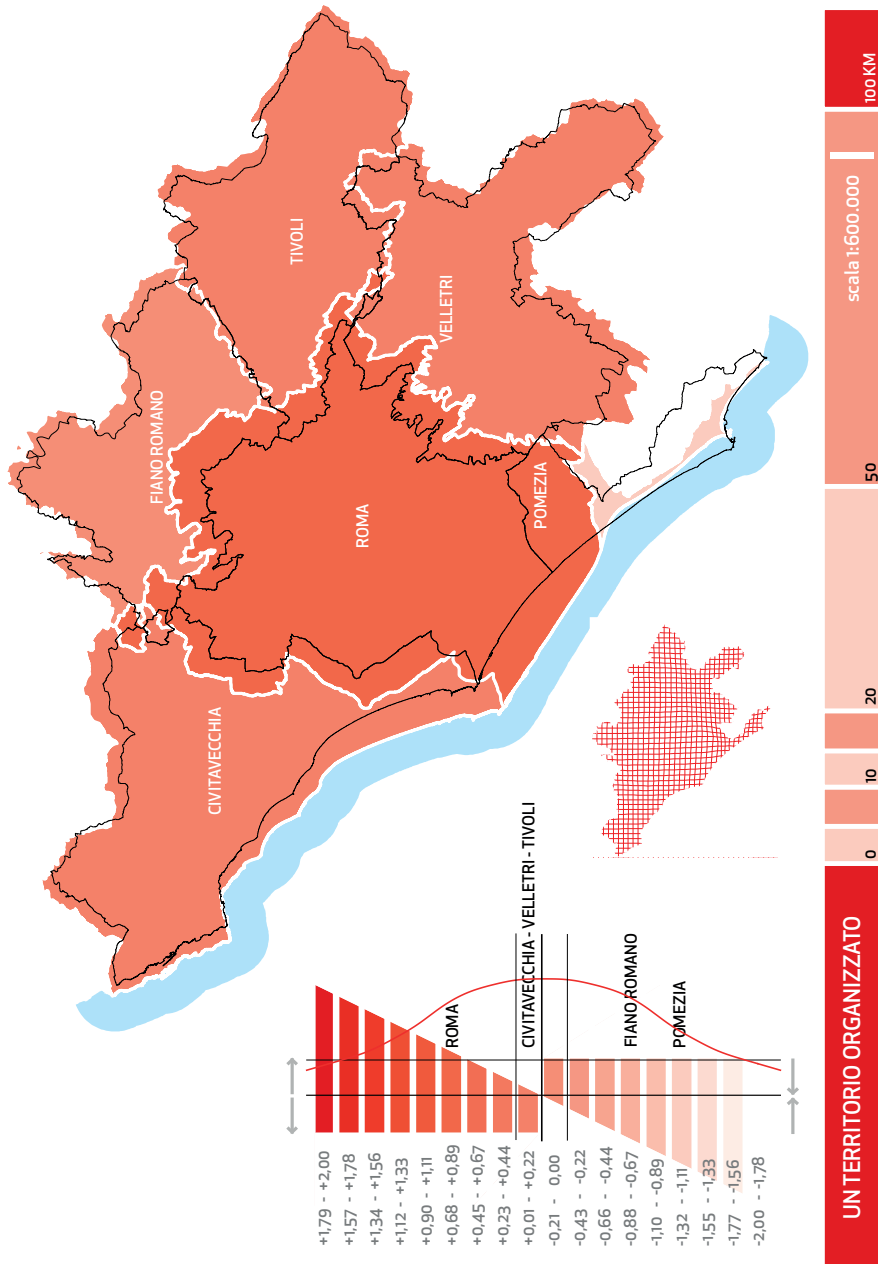 TIVOLI
FIANO ROMANO
VELLETRI
ROMA
POMEZIA
CIVITAVECCHIA
+1,79 - +2,00
+1,57 - +1,78
+1,34 - +1,56
+1,12 - +1,33
+0,90 - +1,11
+0,68 - +0,89
+0,45 - +0,67
+0,23 - +0,44
+0,01 - +0,22
-0,21 - 0,00
-0,43 - -0,22
-0,66 - -0,44
-0,88 - -0,67
-1,10 - -0,89
-1,32 - -1,11
-1,55 - -1,33
-1,77 - -1,56
-2,00 - -1,78
ROMA
CIVITAVECCHIA - VELLETRI - TIVOLI
FIANO ROMANO
POMEZIA
UN TERRITORIO ORGANIZZATO
0
10
20
50
100 KM
scala 1:600.000